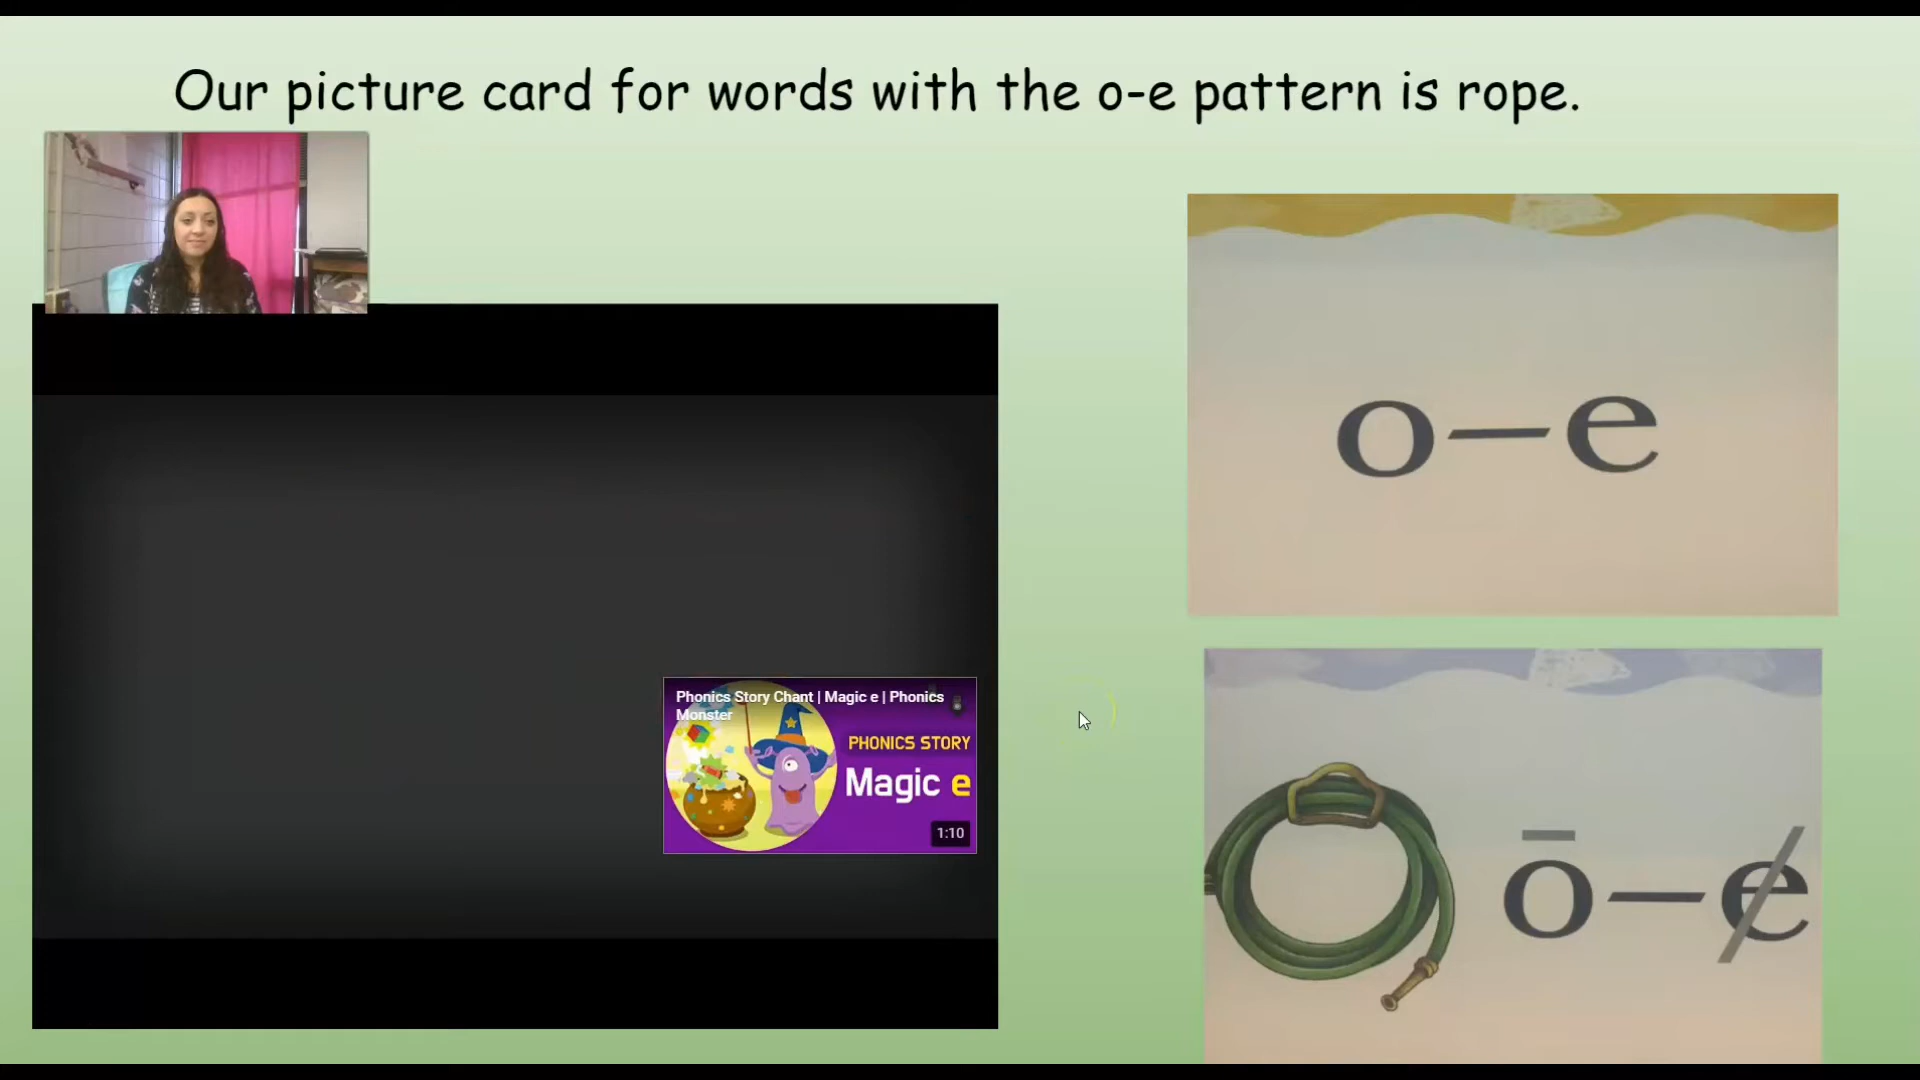 Our picture card for words with the o-e pattern is rope.
o–e
Phonics Story Chant | Magic e | Phonics
Monster
PHONICS STORY
Magic e
1:10
ō–e